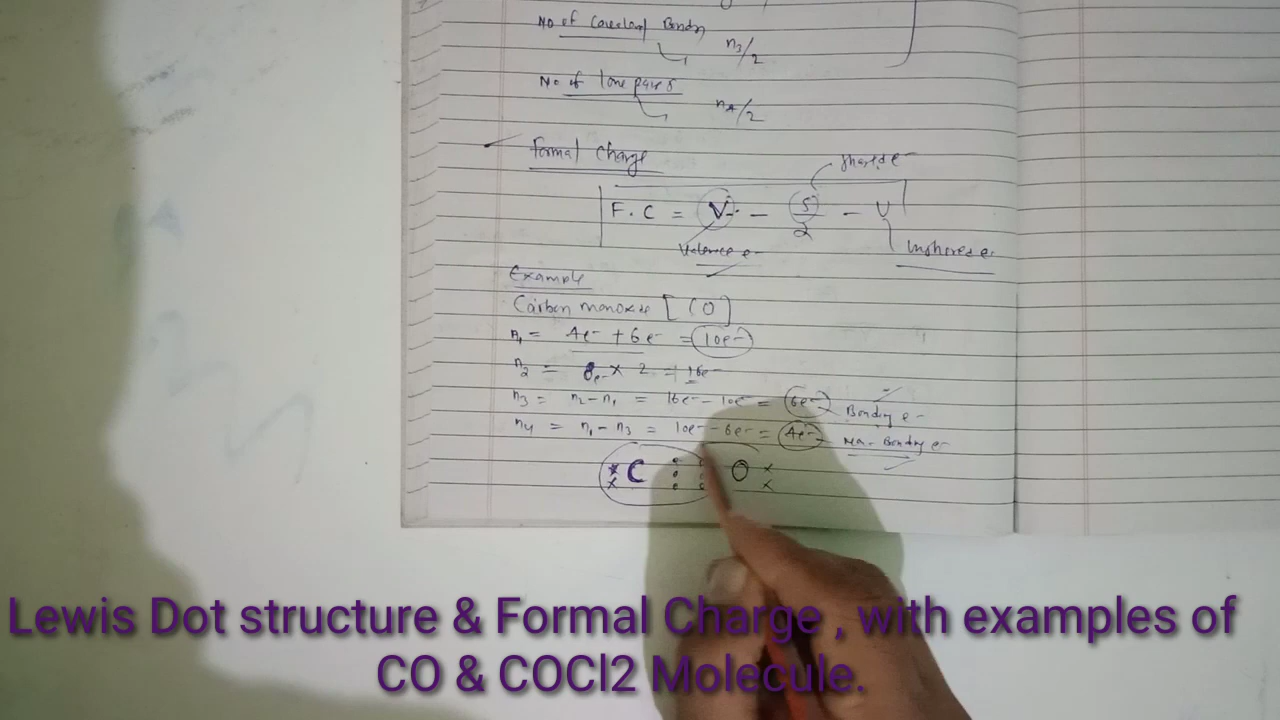 No of Covalent Bonds
n3/2
No of lone pairs
n4/2
Formal Charge
shared e-
F.C = V - S/2 - U
Valence e-
Unshared e-
Example
Carbon monoxide [CO]
n1 = 4e- + 6e- = 10e-
n2 = 8e- × 2 = 16e-
n3 = n2 - n1 = 16e- - 10e- = 6e- Bonding e-
n4 = n1 - n3 = 10e- - 6e- = 4e- Non-Bonding e-
C O
Lewis Dot structure & Formal Charge , with examples of
CO & COCl2 Molecule.